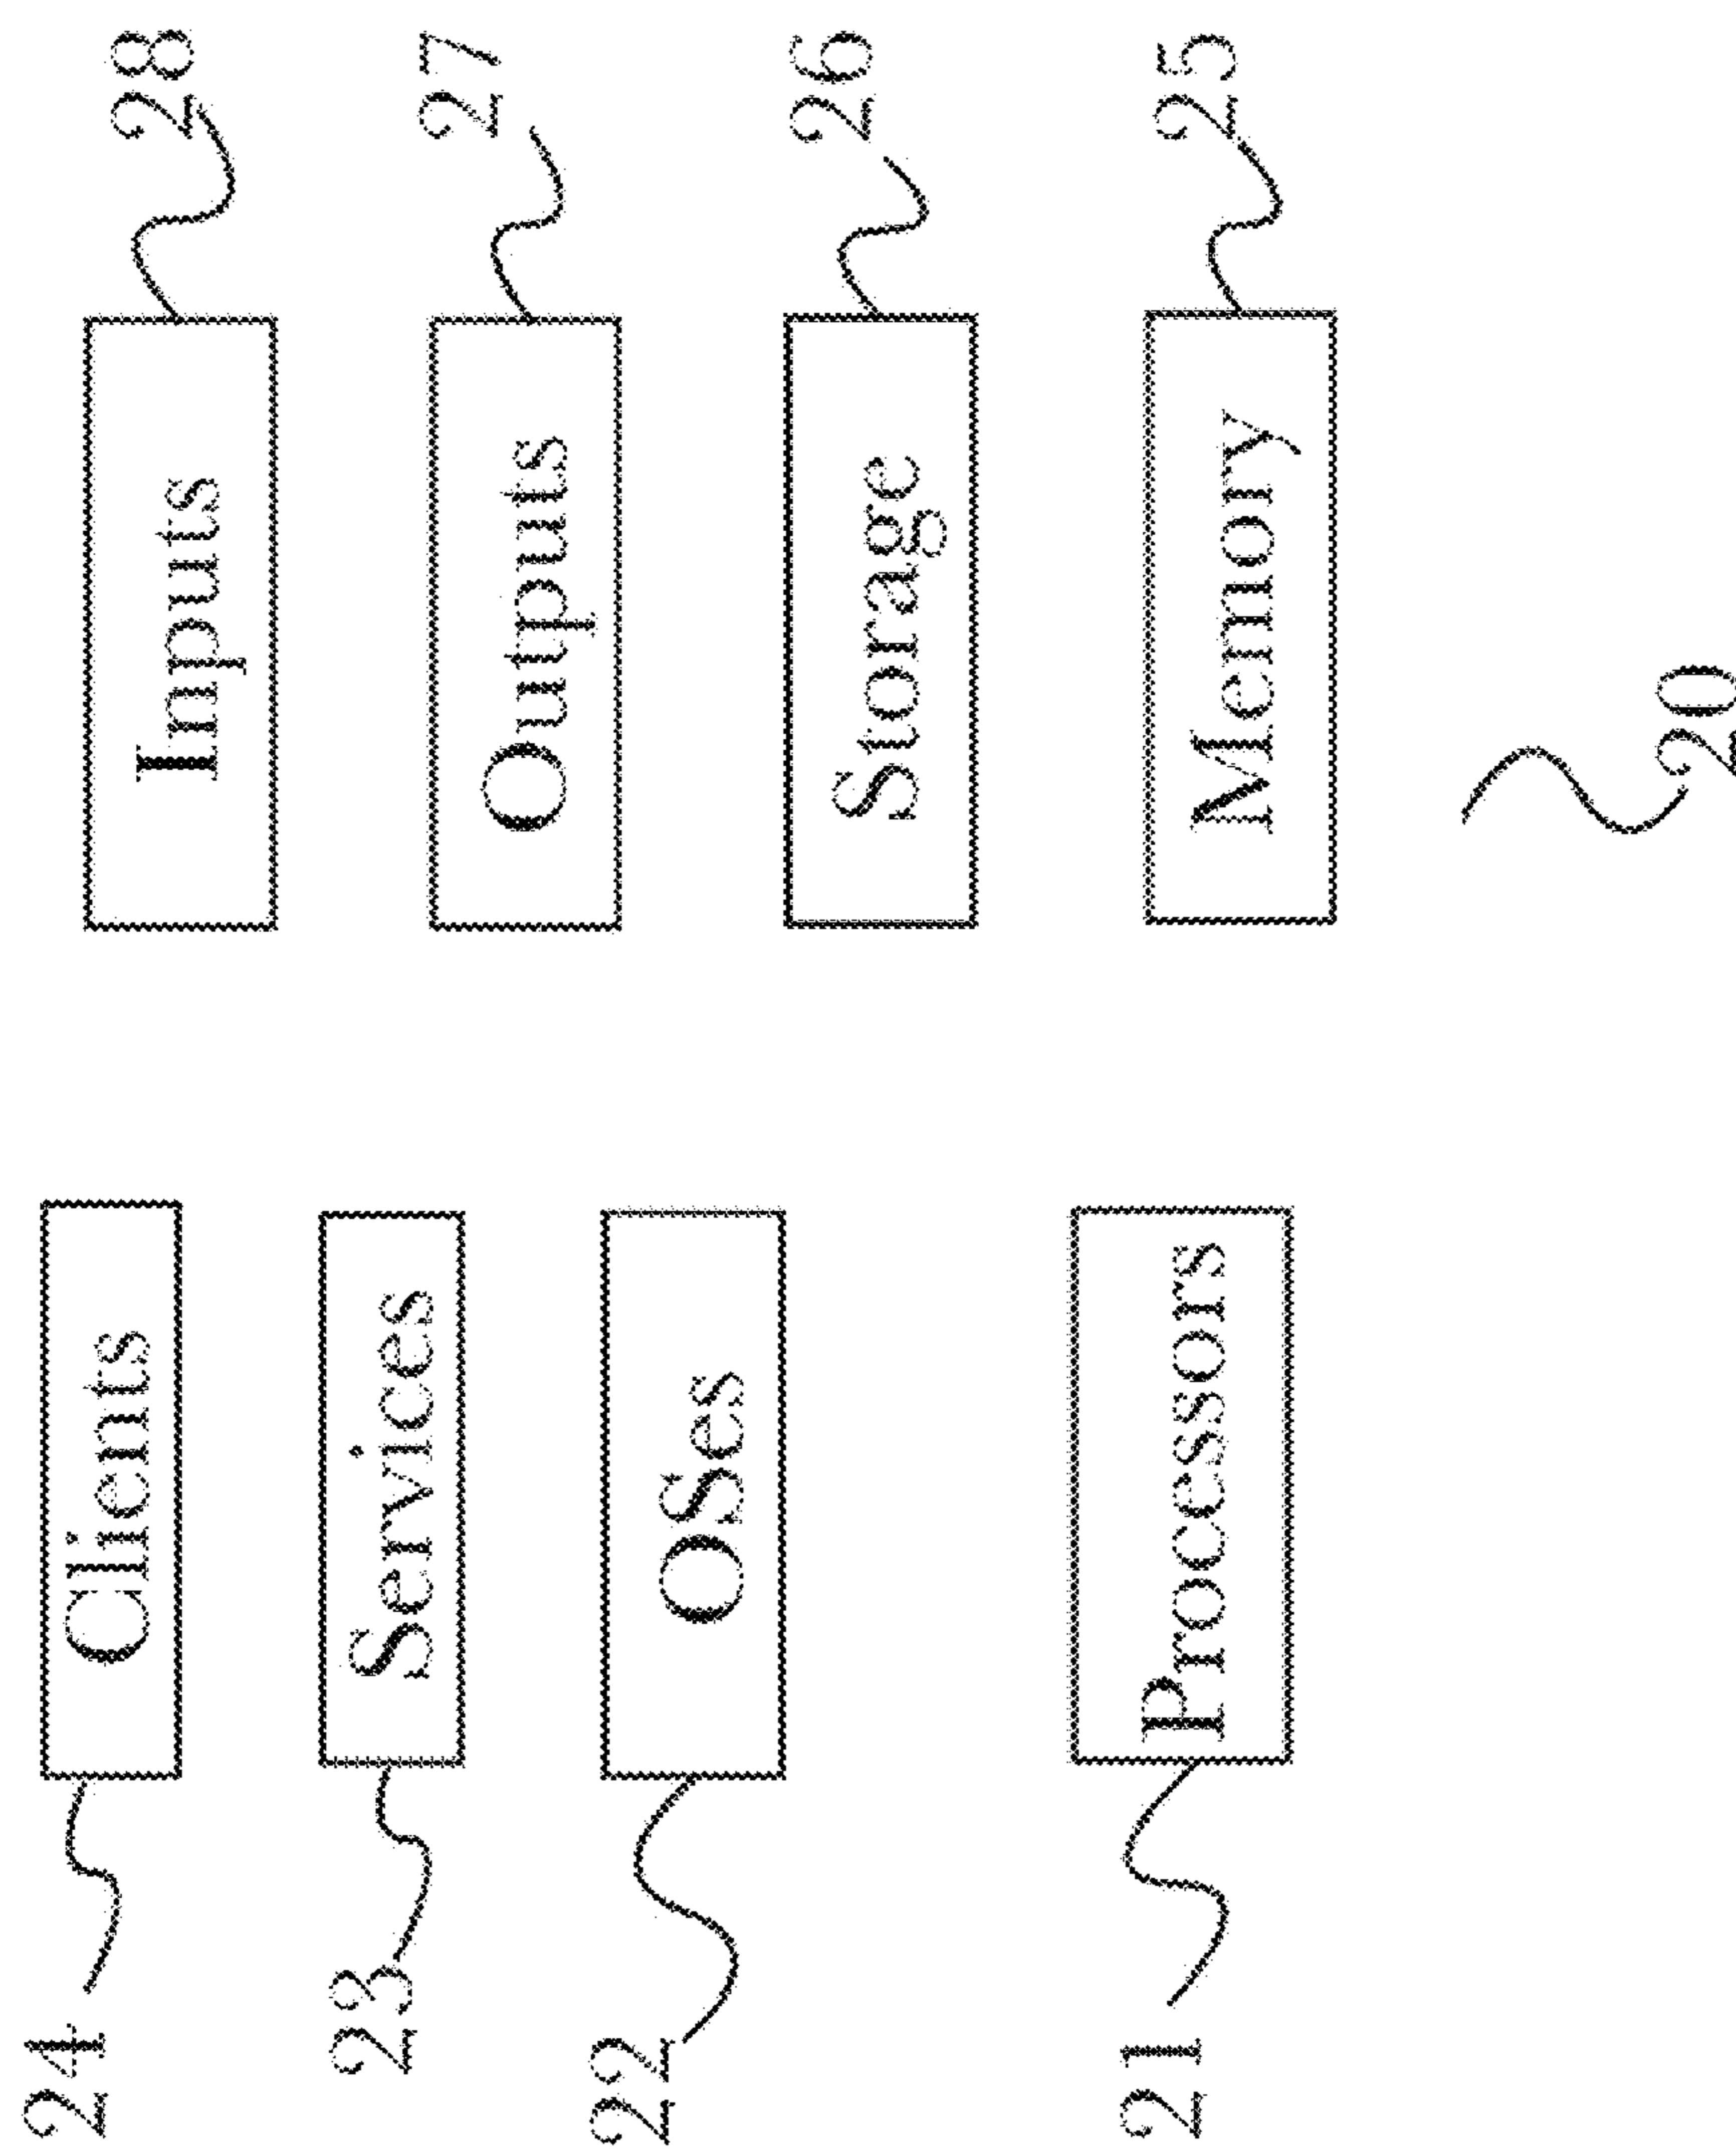 24 Clients Inputs 28
23 Services Outputs 27
22 OSes Storage 26
21 Processors Memory 25
20